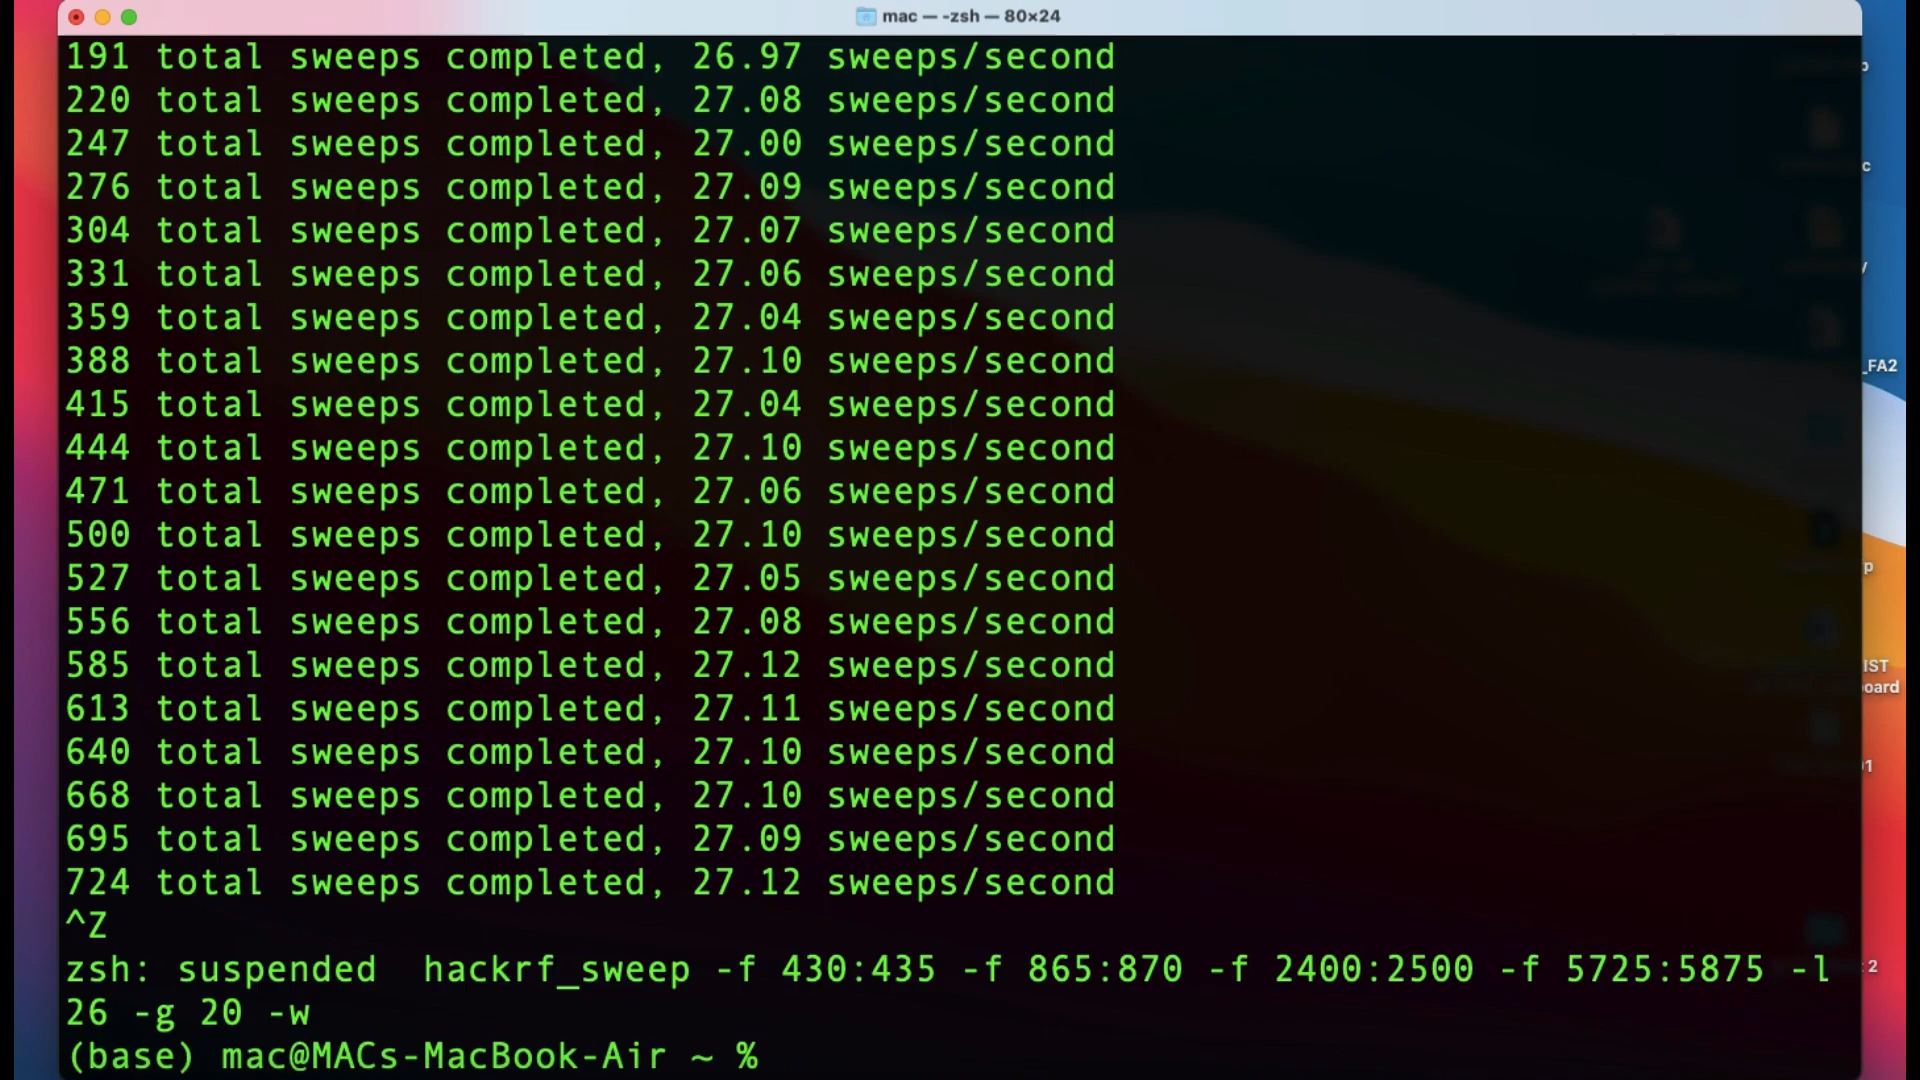 mac — -zsh — 80×24
191 total sweeps completed, 26.97 sweeps/second
220 total sweeps completed, 27.08 sweeps/second
247 total sweeps completed, 27.00 sweeps/second
276 total sweeps completed, 27.09 sweeps/second
304 total sweeps completed, 27.07 sweeps/second
331 total sweeps completed, 27.06 sweeps/second
359 total sweeps completed, 27.04 sweeps/second
388 total sweeps completed, 27.10 sweeps/second
415 total sweeps completed, 27.04 sweeps/second
444 total sweeps completed, 27.10 sweeps/second
471 total sweeps completed, 27.06 sweeps/second
500 total sweeps completed, 27.10 sweeps/second
527 total sweeps completed, 27.05 sweeps/second
556 total sweeps completed, 27.08 sweeps/second
585 total sweeps completed, 27.12 sweeps/second
613 total sweeps completed, 27.11 sweeps/second
640 total sweeps completed, 27.10 sweeps/second
668 total sweeps completed, 27.10 sweeps/second
695 total sweeps completed, 27.09 sweeps/second
724 total sweeps completed, 27.12 sweeps/second
^Z
zsh: suspended  hackrf_sweep -f 430:435 -f 865:870 -f 2400:2500 -f 5725:5875 -l
26 -g 20 -w
(base) mac@MACs-MacBook-Air ~ %
_FA2
IST
oard
2